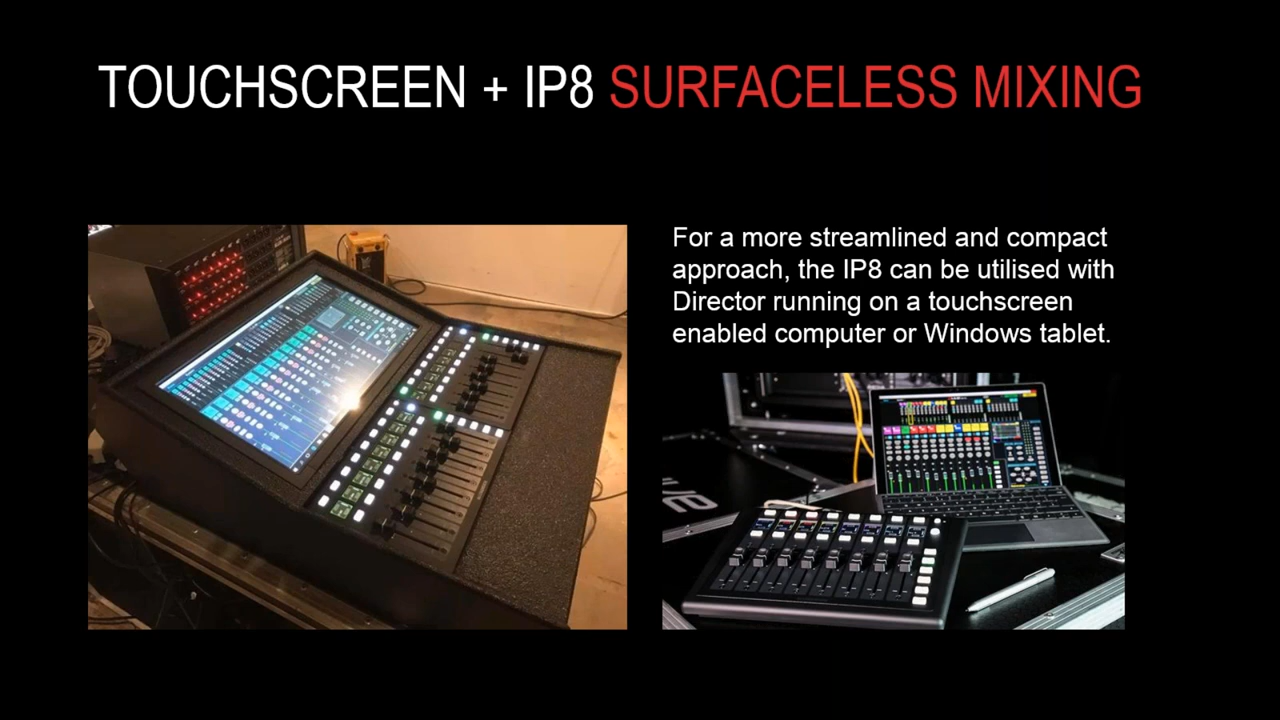 TOUCHSCREEN + IP8 SURFACELESS MIXING
For a more streamlined and compact
approach, the IP8 can be utilised with
Director running on a touchscreen
enabled computer or Windows tablet.